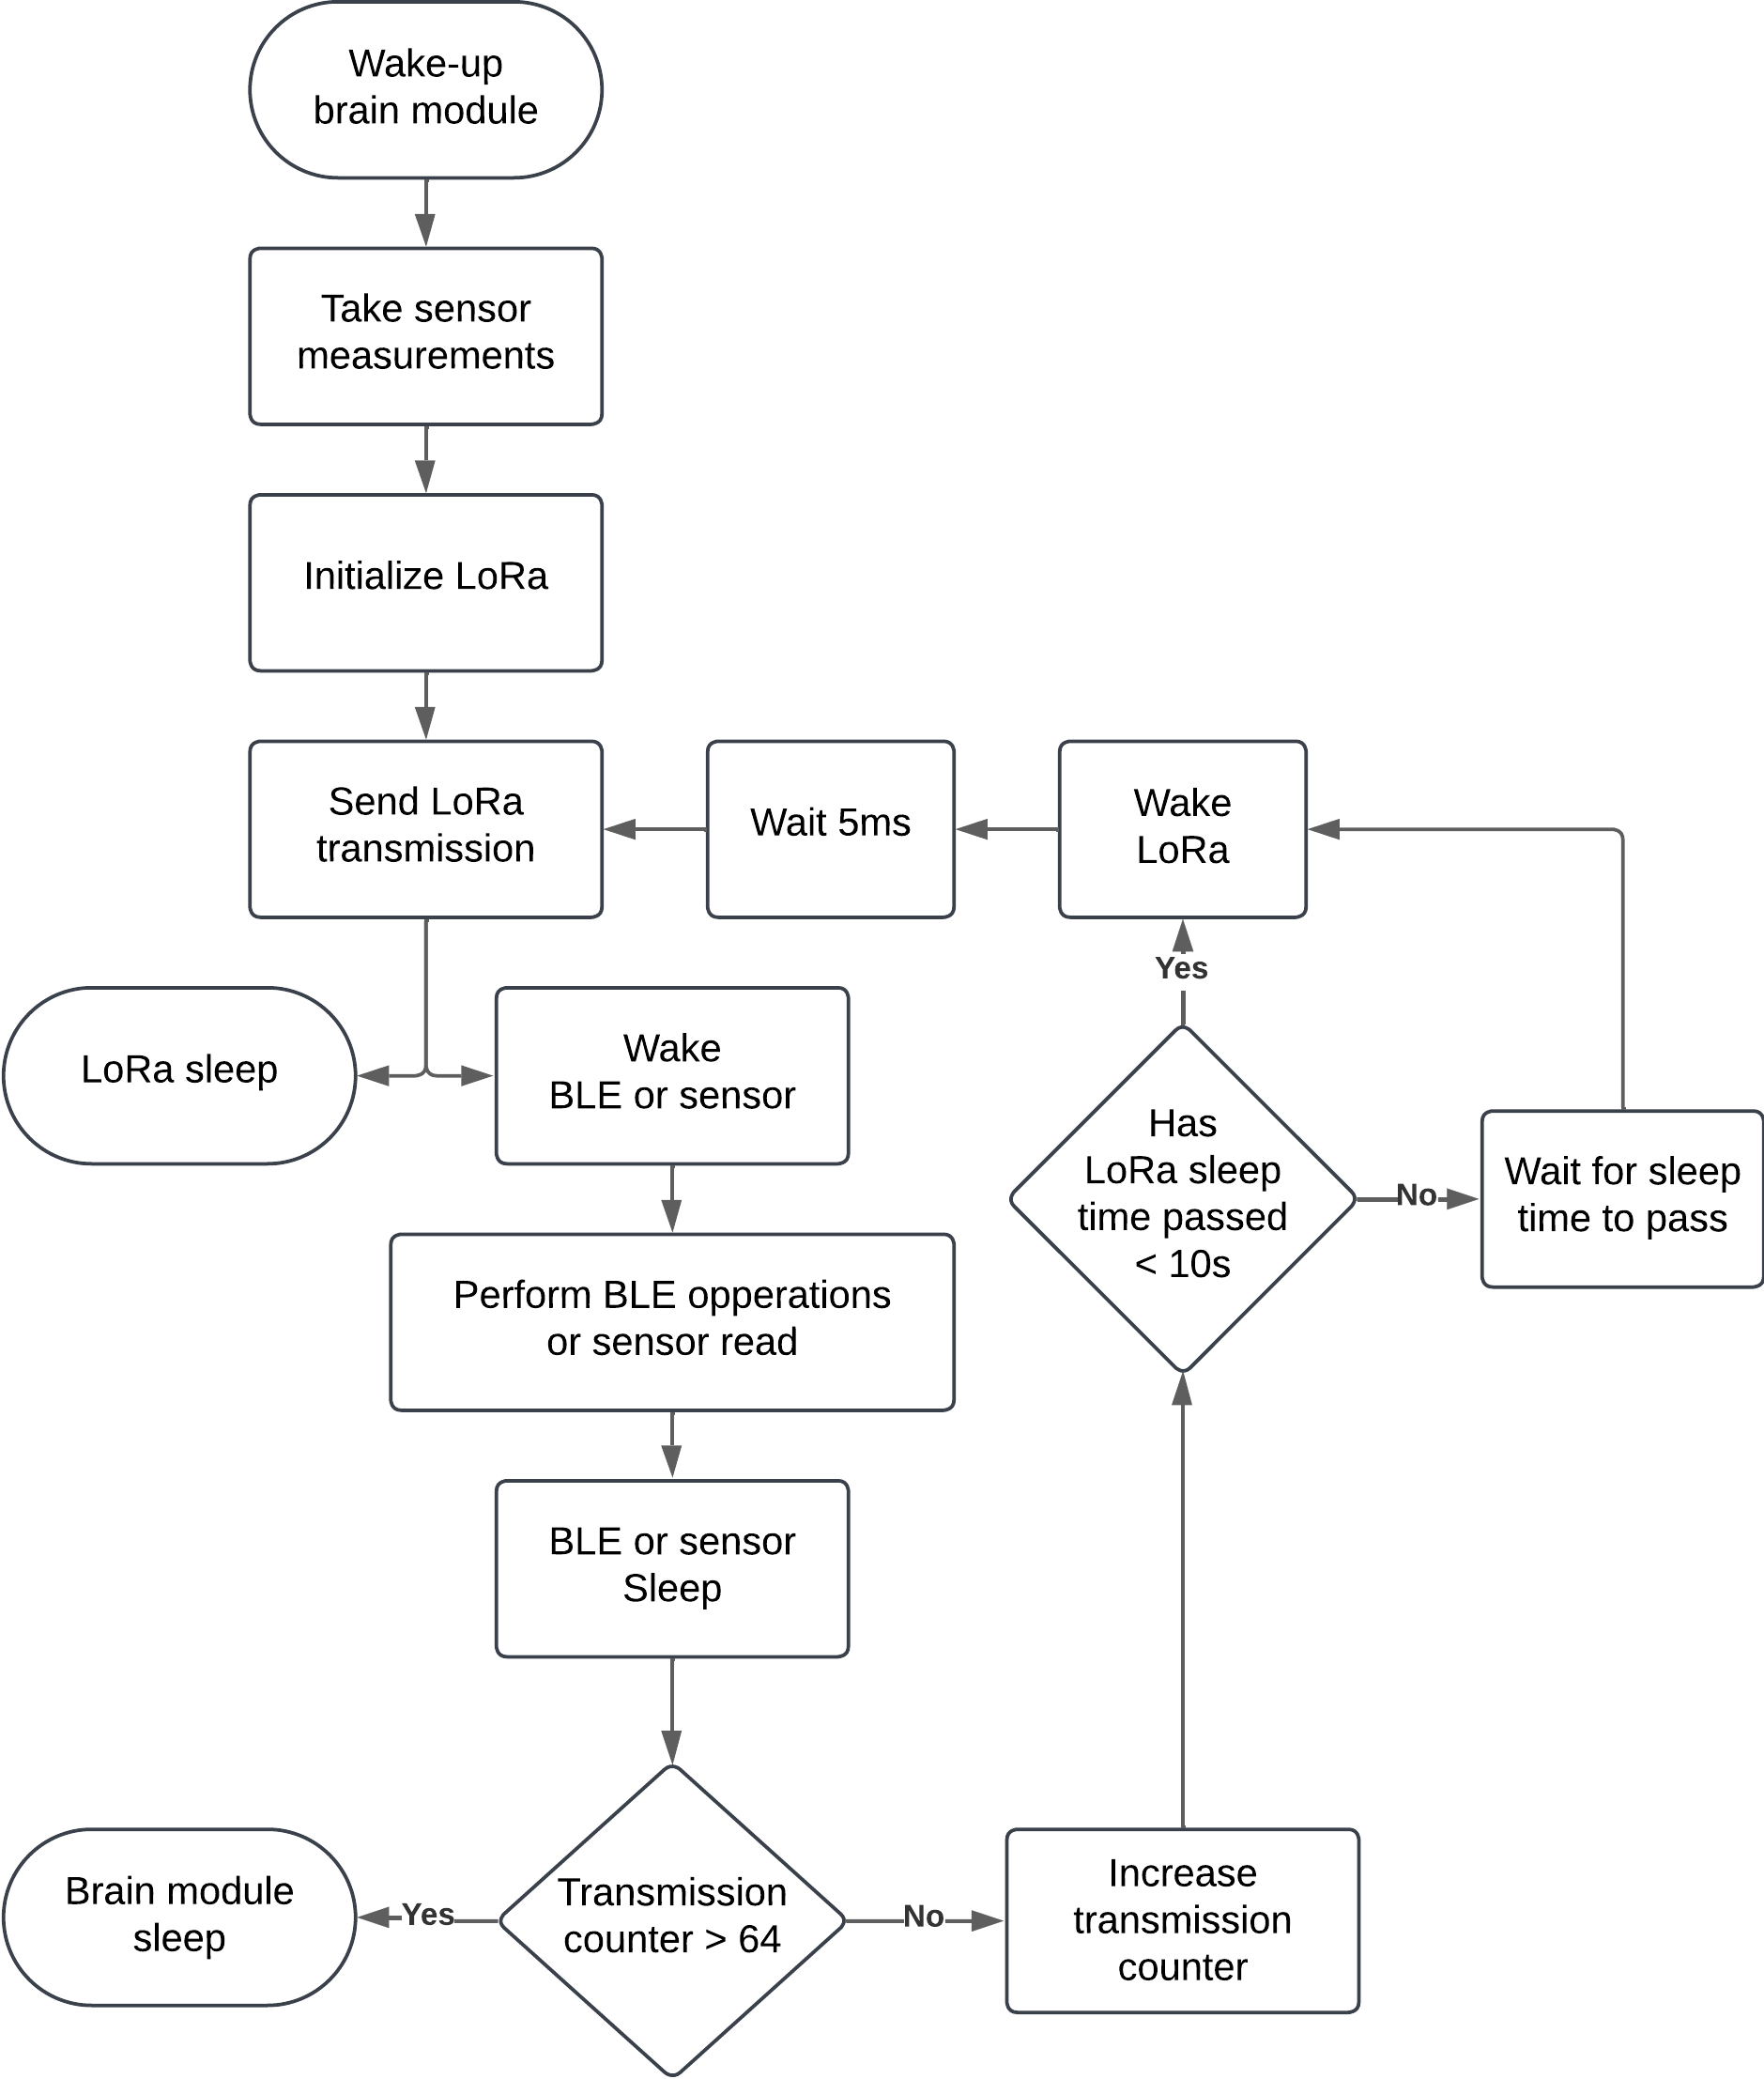 Wake-up
brain module
Take sensor
measurements
Initialize LoRa
Send LoRa
transmission
Wait 5ms
Wake
LoRa
Yes
LoRa sleep
Wake
BLE or sensor
Has
LoRa sleep
time passed
< 10s
No
Wait for sleep
time to pass
Perform BLE opperations
or sensor read
BLE or sensor
Sleep
Brain module
sleep
Yes
Transmission
counter > 64
No
Increase
transmission
counter